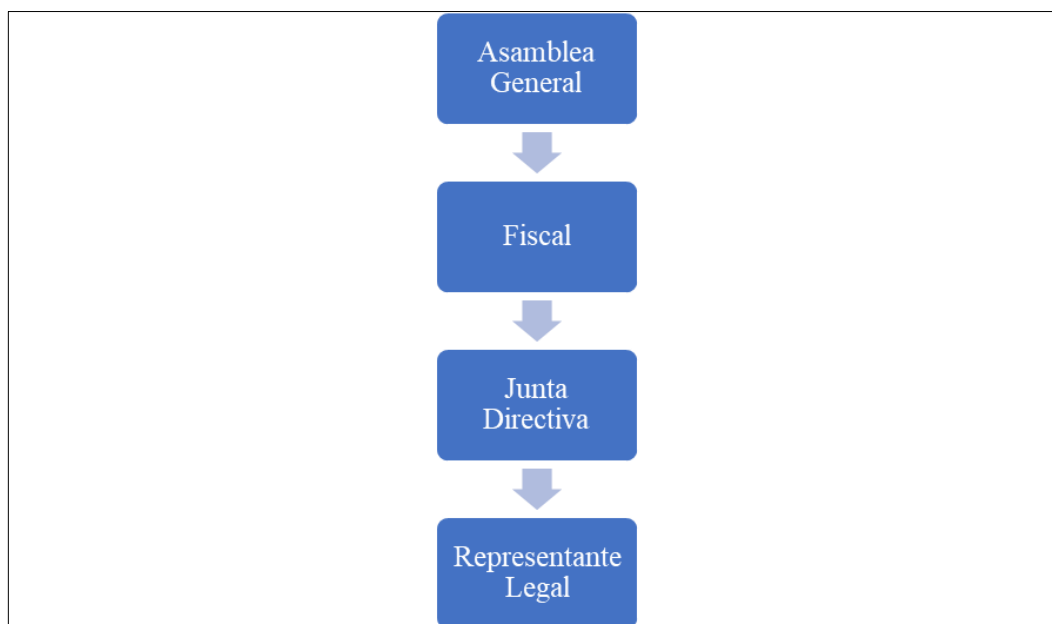 Asamblea
General
Fiscal
Junta
Directiva
Representante
Legal